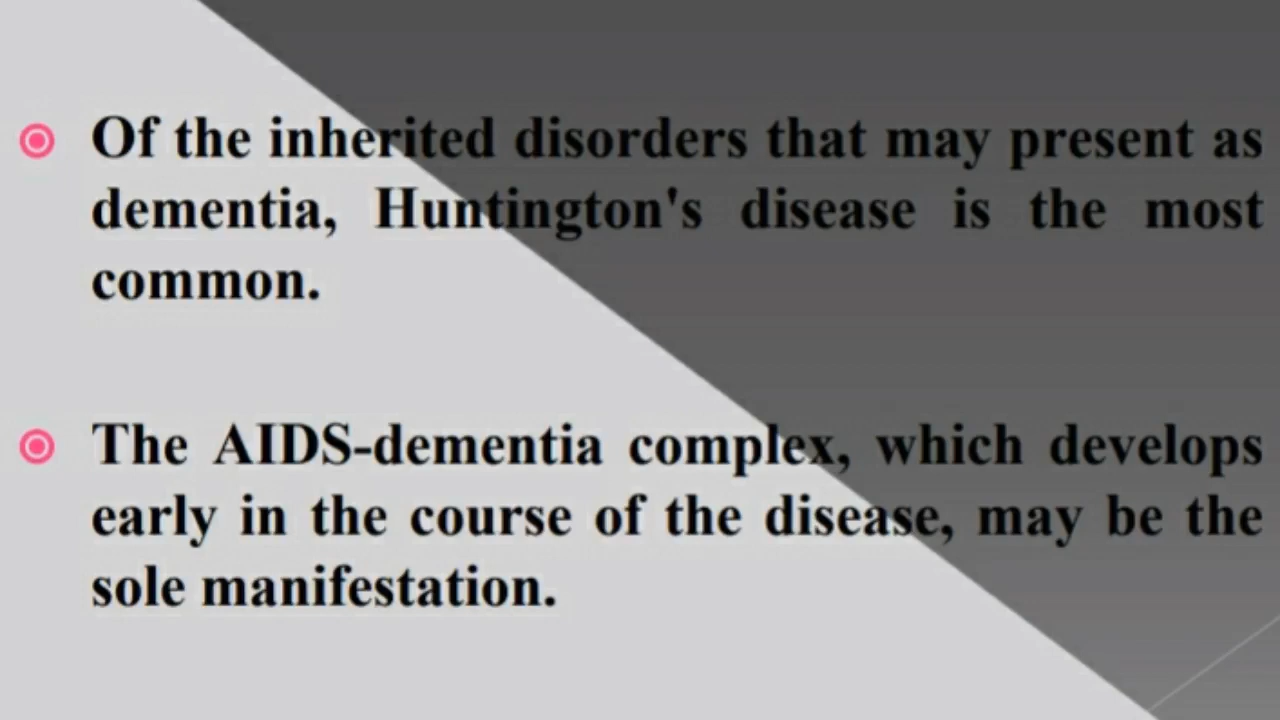 Of the inherited disorders that may present as
dementia, Huntington's disease is the most
common.
The AIDS-dementia complex, which develops
early in the course of the disease, may be the
sole manifestation.